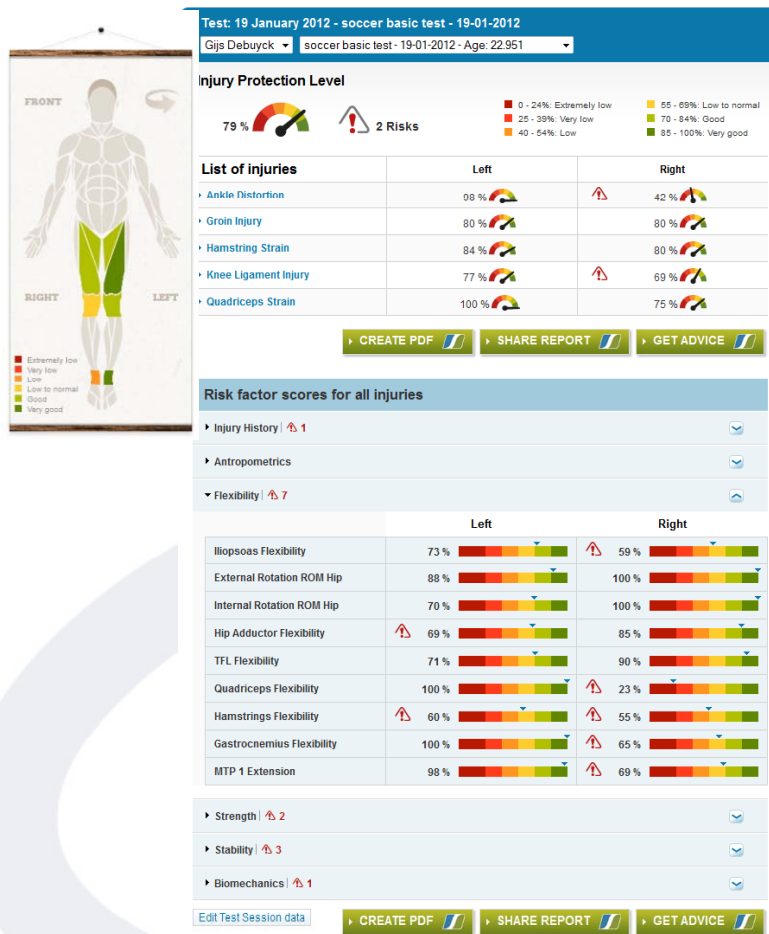 Test: 19 January 2012 - soccer basic test - 19-01-2012
Gijs Debuyck soccer basic test - 19-01-2012 - Age: 22.951
Injury Protection Level
79 % 2 Risks
0 - 24%: Extremely low
25 - 39%: Very low
40 - 54%: Low
55 - 69%: Low to normal
70 - 84%: Good
85 - 100%: Very good
FRONT
RIGHT LEFT
Extremely low
Very low
Low
Low to normal
Good
Very good
List of injuries Left Right
Ankle Distortion 98 % 42 %
Groin Injury 80 % 80 %
Hamstring Strain 84 % 80 %
Knee Ligament Injury 77 % 69 %
Quadriceps Strain 100 % 75 %
CREATE PDF SHARE REPORT GET ADVICE
Risk factor scores for all injuries
Injury History | 1
Antropometrics
Flexibility | 7
Left Right
Iliopsoas Flexibility 73 % 59 %
External Rotation ROM Hip 88 % 100 %
Internal Rotation ROM Hip 70 % 100 %
Hip Adductor Flexibility 69 % 85 %
TFL Flexibility 71 % 90 %
Quadriceps Flexibility 100 % 23 %
Hamstrings Flexibility 60 % 55 %
Gastrocnemius Flexibility 100 % 65 %
MTP 1 Extension 98 % 69 %
Strength | 2
Stability | 3
Biomechanics | 1
Edit Test Session data CREATE PDF SHARE REPORT GET ADVICE